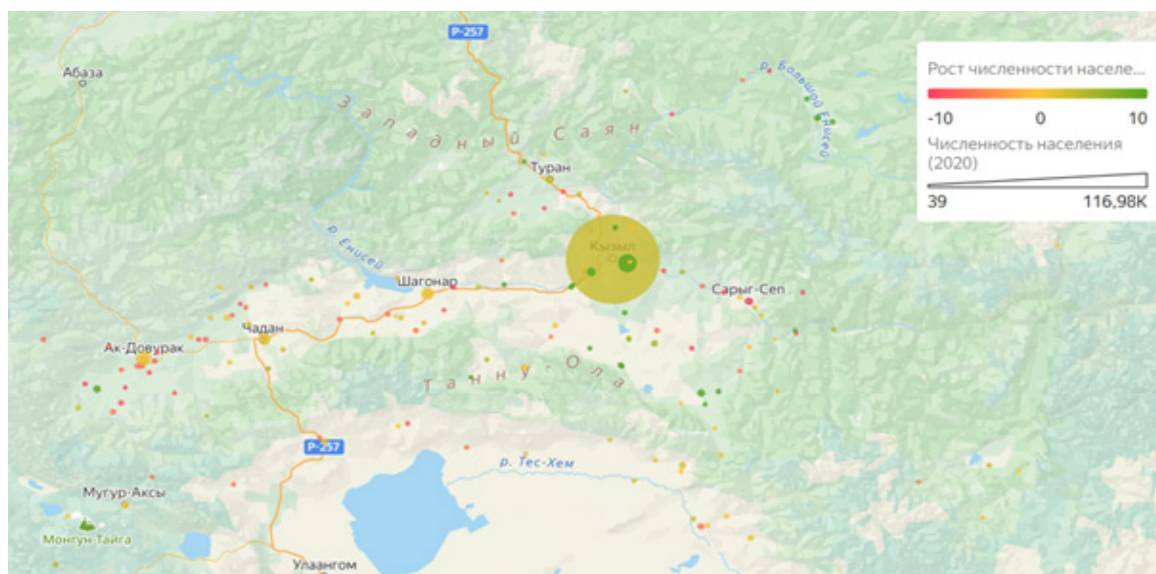 Р-257
Абаза
Рост численности населе...
-10
0
10
Численность населения
(2020)
39
116,98K
р. Большой Енисей
Западный Саян
Туран
р. Енисей
Кызыл
Шагонар
Сарыг-Сеп
Чадан
Ак-Довурак
Танну-Ола
Р-257
р. Тес-Хем
Мугур-Аксы
Монгун-Тайга
Улаангом